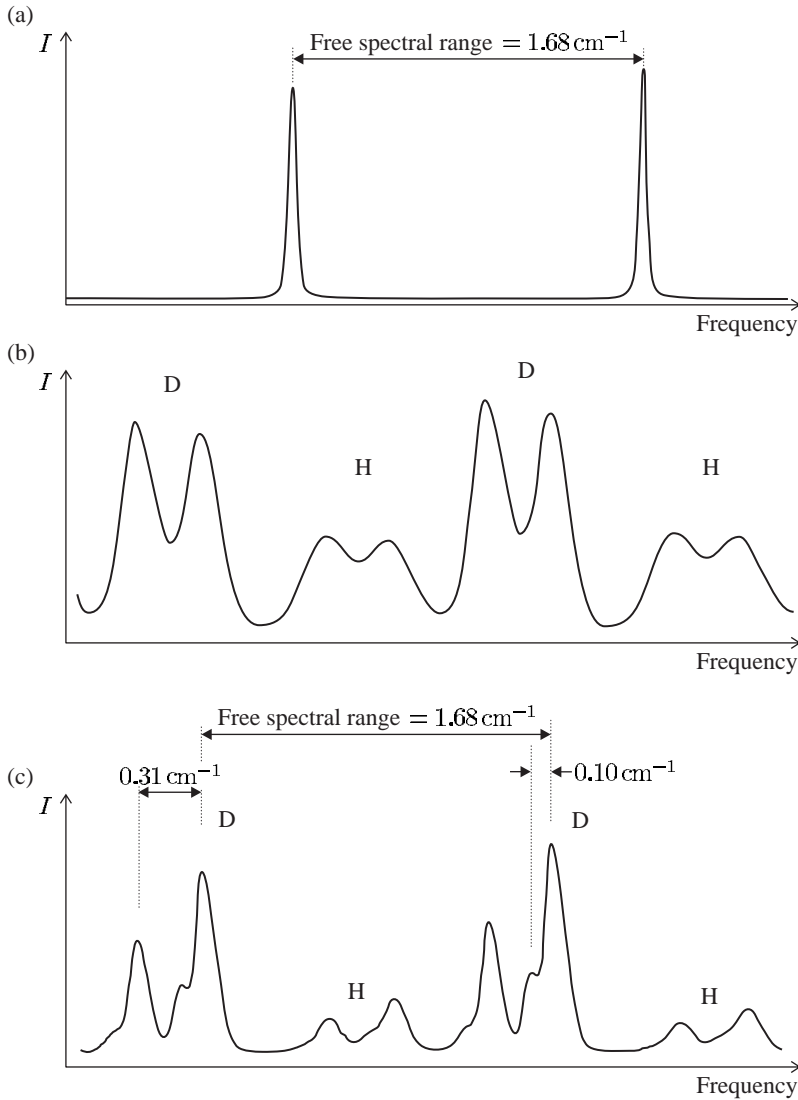 (a)
I
Free spectral range = 1.68 cm⁻¹
Frequency
(b)
I
D
H
D
H
Frequency
Free spectral range = 1.68 cm⁻¹
0.31 cm⁻¹
0.10 cm⁻¹
(c)
I
D
D
H
H
Frequency